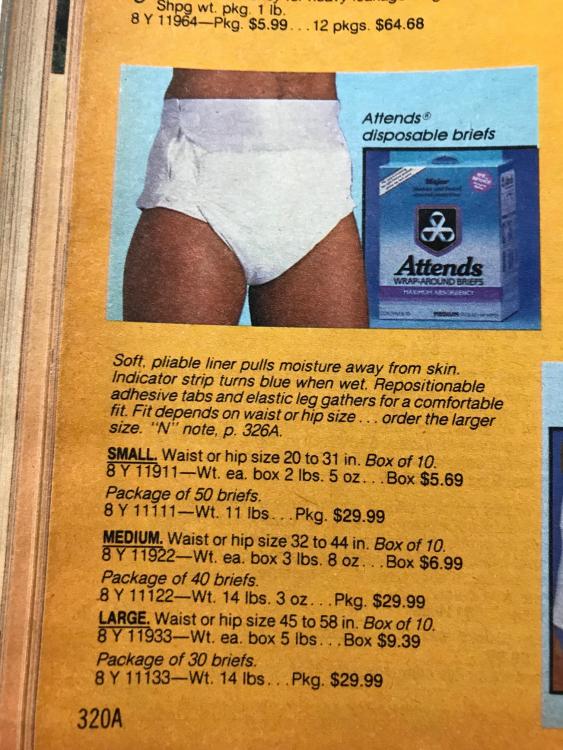 Shpg wt. pkg. 1 lb.
8 Y 11964—Pkg. $5.99...12 pkgs. $64.68
Attends®
disposable briefs
Major
Attends
WRAP-AROUND BRIEFS
MAXIMUM ABSORBENCY
MEDIUM
Soft, pliable liner pulls moisture away from skin.
Indicator strip turns blue when wet. Repositionable
adhesive tabs and elastic leg gathers for a comfortable
fit. Fit depends on waist or hip size . . . order the larger
size. "N" note, p. 326A.
SMALL. Waist or hip size 20 to 31 in. Box of 10.
8 Y 11911—Wt. ea. box 2 lbs. 5 oz...Box $5.69
Package of 50 briefs.
8 Y 11111—Wt. 11 lbs...Pkg. $29.99
MEDIUM. Waist or hip size 32 to 44 in. Box of 10.
8 Y 11922—Wt. ea. box 3 lbs. 8 oz...Box $6.99
Package of 40 briefs.
8 Y 11122—Wt. 14 lbs. 3 oz...Pkg. $29.99
LARGE. Waist or hip size 45 to 58 in. Box of 10.
8 Y 11933—Wt. ea. box 5 lbs...Box $9.39
Package of 30 briefs.
8 Y 11133—Wt. 14 lbs...Pkg. $29.99
320A